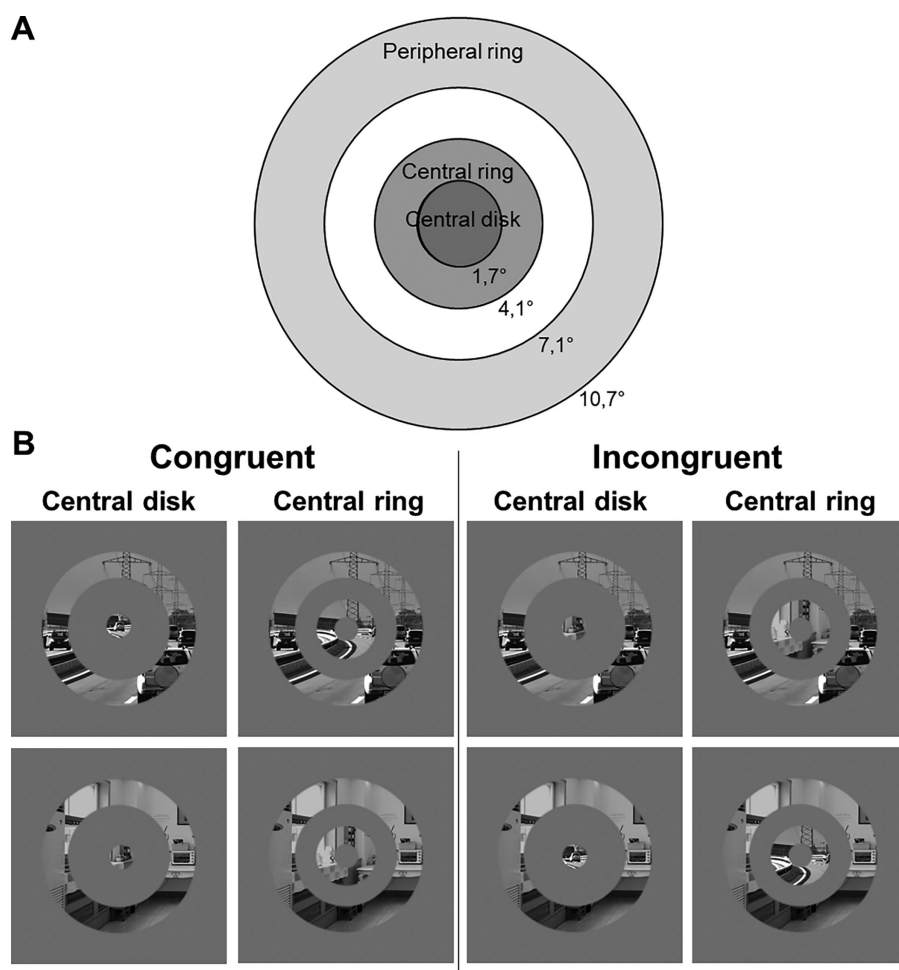 A
Peripheral ring
Central ring
Central disk
1,7°
4,1°
7,1°
10,7°
B
Congruent Incongruent
Central disk Central ring Central disk Central ring